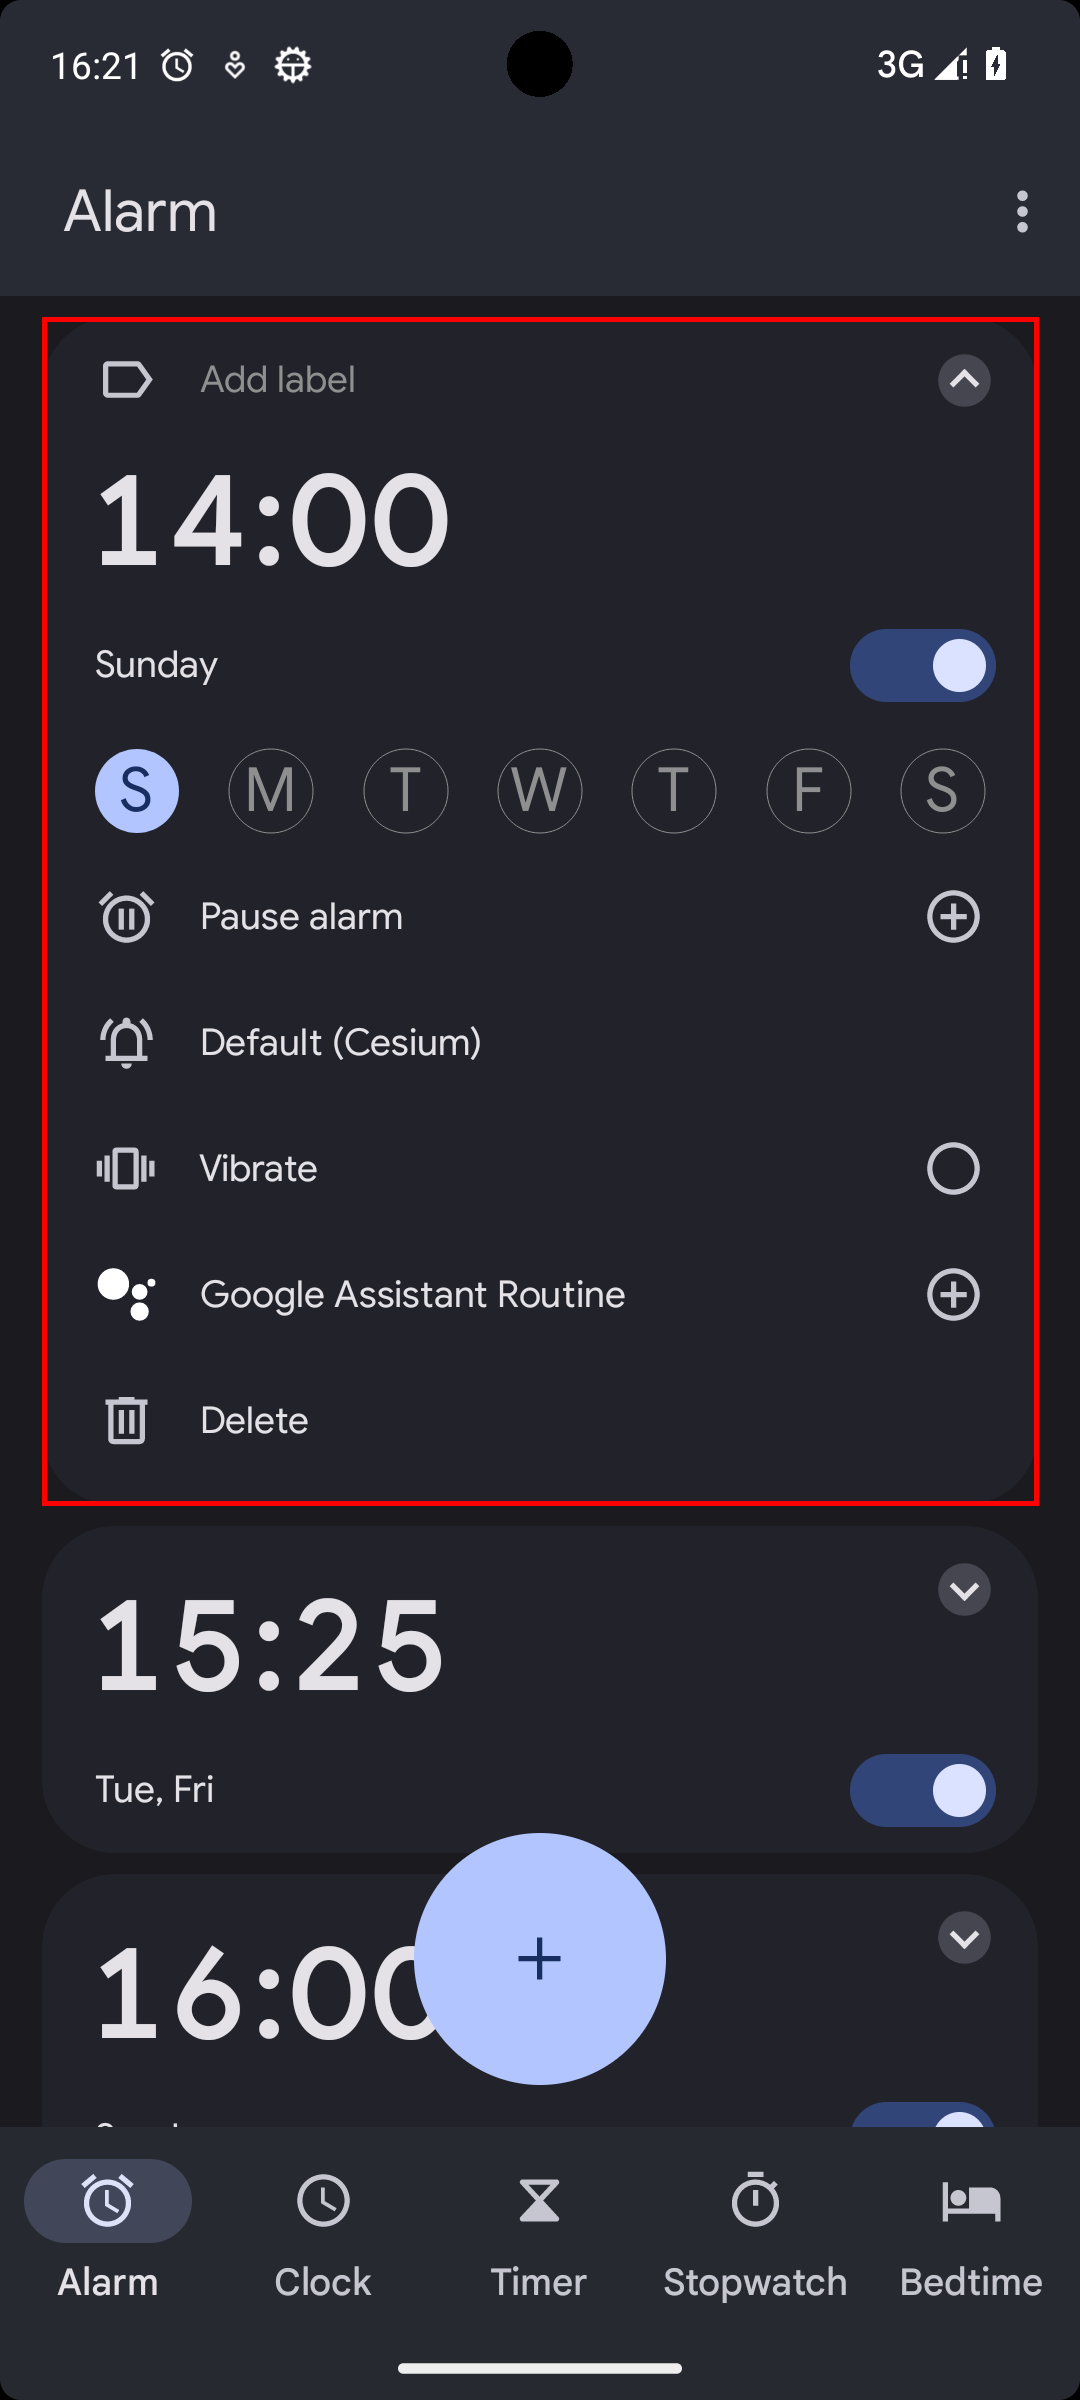 16:21
3G
Alarm
Add label
14:00
Sunday
S M T W T F S
Pause alarm
Default (Cesium)
Vibrate
Google Assistant Routine
Delete
15:25
Tue, Fri
16:00
Alarm Clock Timer Stopwatch Bedtime